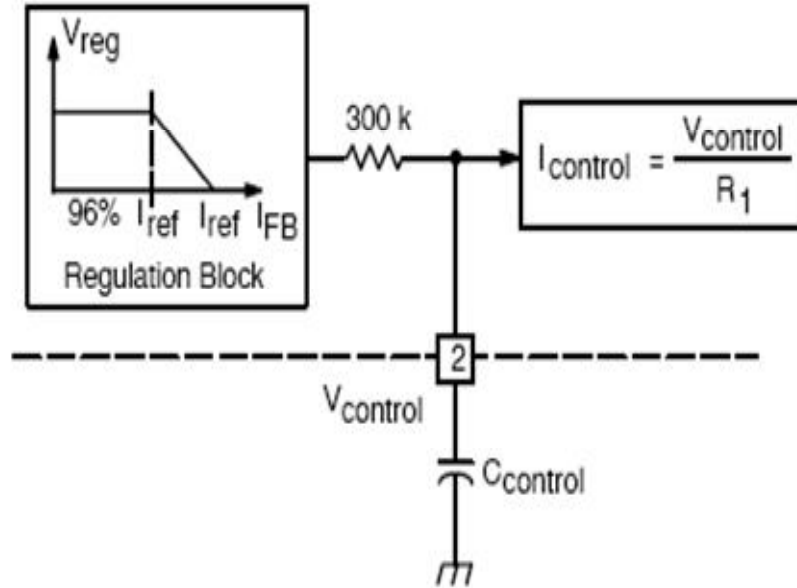 Vreg
300 k
Icontrol = Vcontrol
R1
96% Iref Iref IFB
Regulation Block
2
Vcontrol
Ccontrol